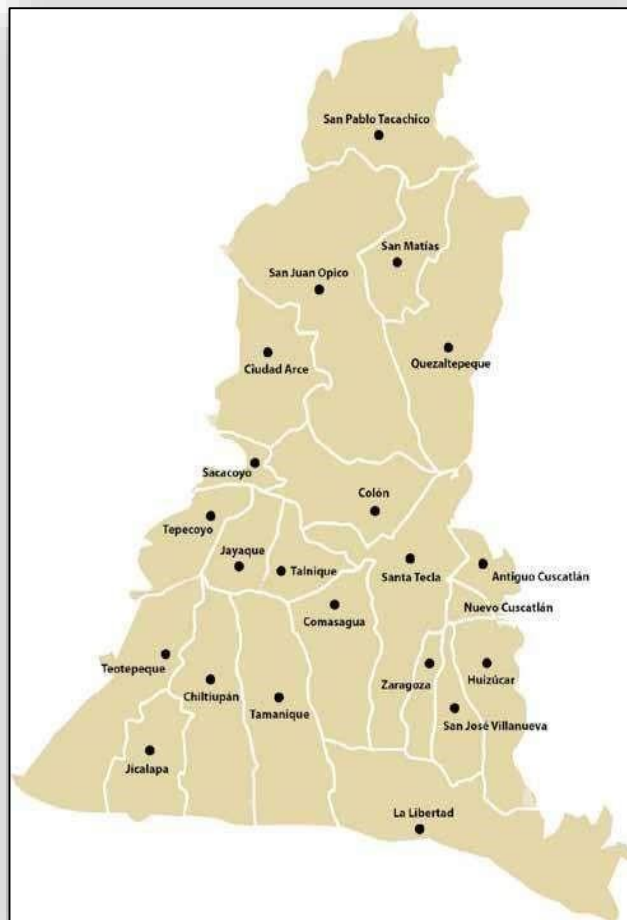 San Pablo Tacachico
San Matías
San Juan Opico
Ciudad Arce
Quezaltepeque
Sacacoyo
Colón
Tepecoyo
Jayaque
Talnique
Santa Tecla
Antiguo Cuscatlán
Nuevo Cuscatlán
Comasagua
Teotepeque
Chiltiupán
Tamanique
Zaragoza
Huizúcar
San José Villanueva
Jicalapa
La Libertad